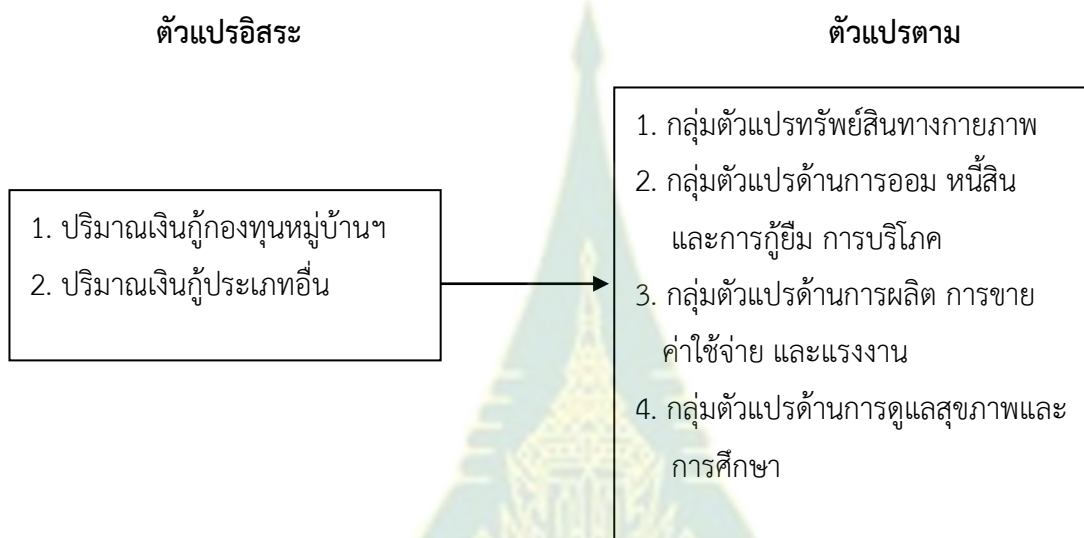 ตัวแปรอิสระ
ตัวแปรตาม
1. ปริมาณเงินกู้กองทุนหมู่บ้านฯ
2. ปริมาณเงินกู้ประเภทอื่น
1. กลุ่มตัวแปรทรัพย์สินทางกายภาพ
2. กลุ่มตัวแปรด้านการออม หนี้สิน
และการกู้ยืม การบริโภค
3. กลุ่มตัวแปรด้านการผลิต การขาย
ค่าใช้จ่าย และแรงงาน
4. กลุ่มตัวแปรด้านการดูแลสุขภาพและ
การศึกษา